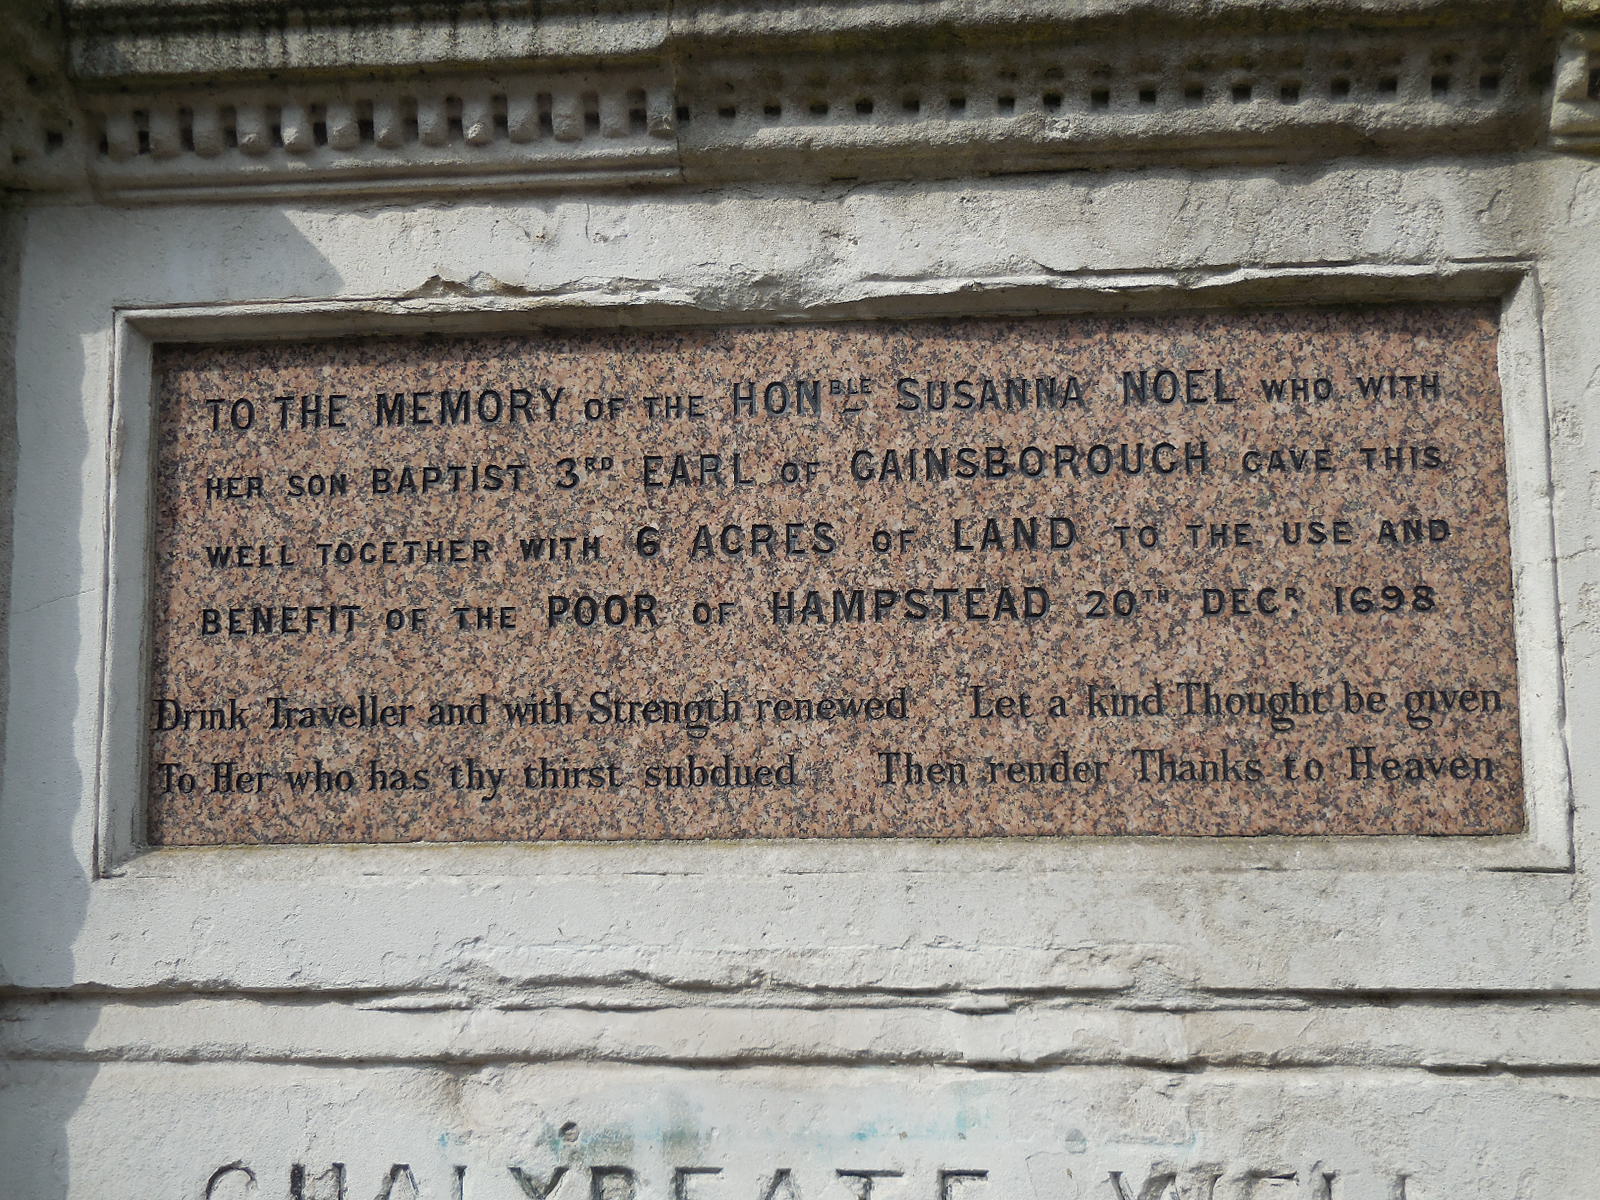 TO THE MEMORY OF THE HONBLE SUSANNA NOEL WHO WITH
HER SON BAPTIST 3RD EARL OF GAINSBOROUGH GAVE THIS
WELL TOGETHER WITH 6 ACRES OF LAND TO THE USE AND
BENEFIT OF THE POOR OF HAMPSTEAD 20TH DECR 1698
Drink Traveller and with Strength renewed Let a kind Thought be given
To Her who has thy thirst subdued Then render Thanks to Heaven
CHALYBEATE WELL